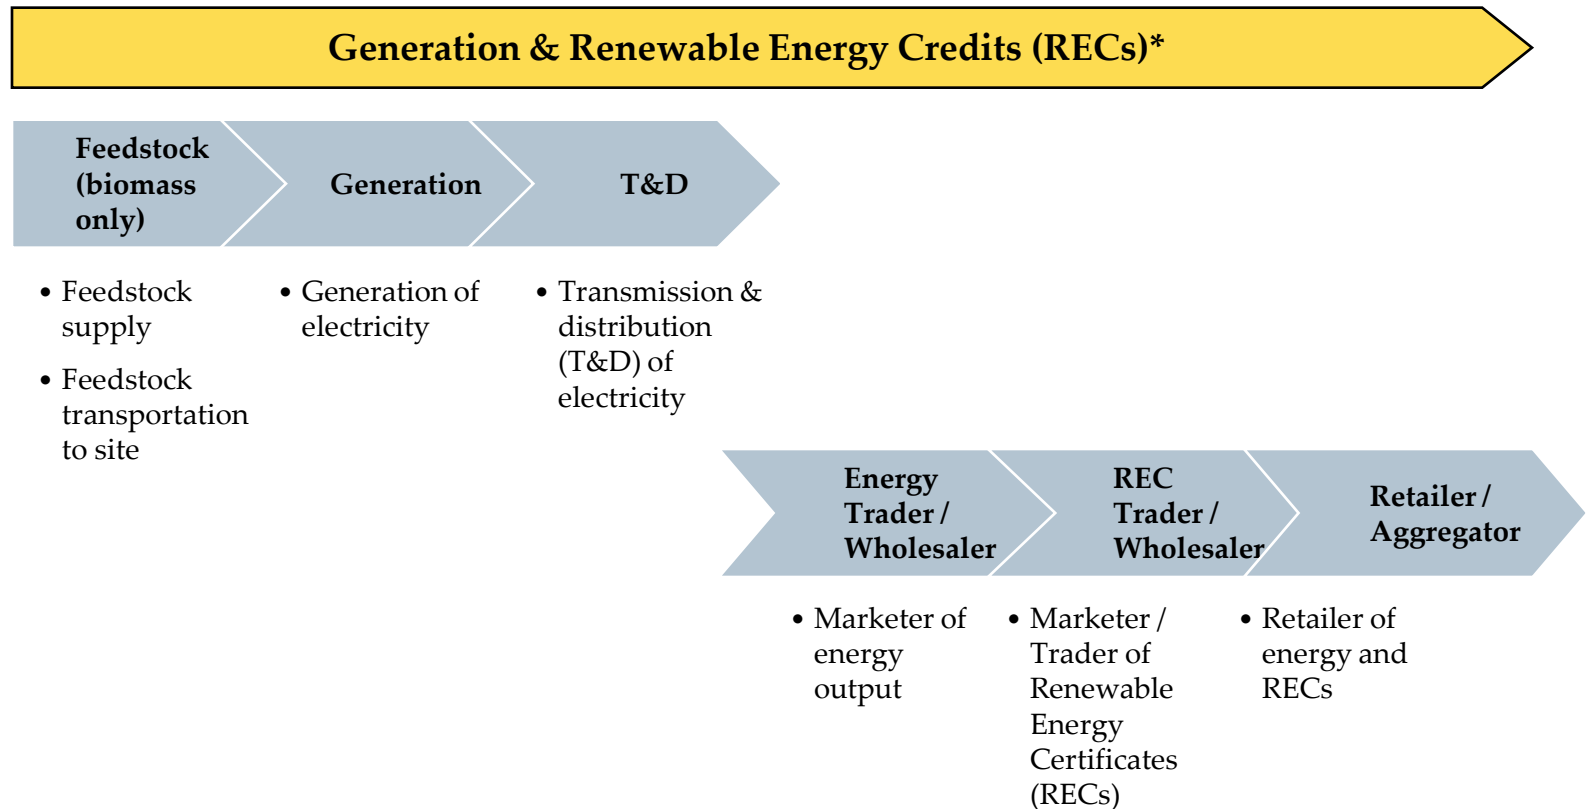 Generation & Renewable Energy Credits (RECs)*
Feedstock
(biomass
only)
Generation
T&D
• Feedstock
supply
• Feedstock
transportation
to site
• Generation of
electricity
• Transmission &
distribution
(T&D) of
electricity
Energy
Trader /
Wholesaler
REC
Trader /
Wholesaler
Retailer /
Aggregator
• Marketer of
energy
output
• Marketer /
Trader of
Renewable
Energy
Certificates
(RECs)
• Retailer of
energy and
RECs